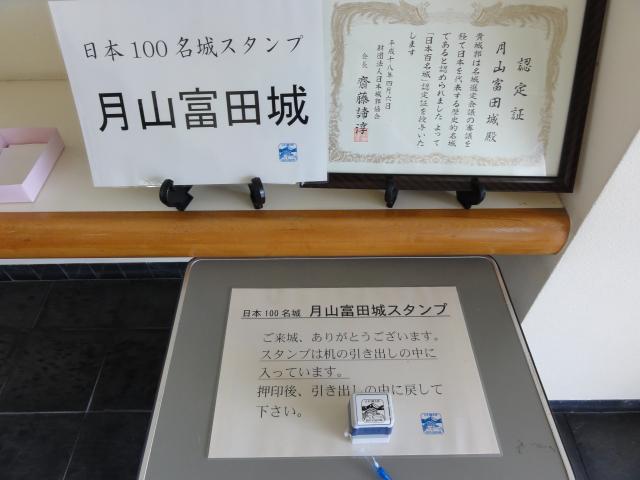 日本100名城スタンプ
月山富田城
認定証
月山富田城殿
貴城郭は名城選定会議の審議を
経て日本を代表する歴史的名城
であると認められました よって
「日本百名城」認定証を授与いた
します
平成十八年四月六日
財団法人日本城郭協会
会長 齋藤諸淳
日本100名城 月山富田城スタンプ
ご来城、ありがとうございます。
スタンプは机の引き出しの中に
入っています。
押印後、引き出しの中に戻して
下さい。